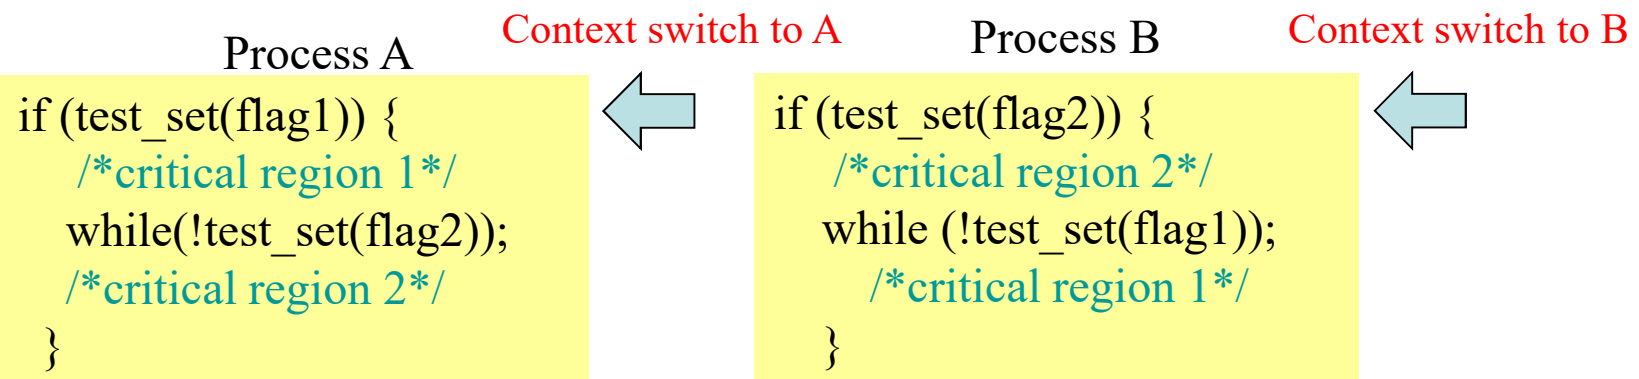 Process A
Context switch to A
if (test_set(flag1)) {
/*critical region 1*/
while(!test_set(flag2));
/*critical region 2*/
}
Process B
Context switch to B
if (test_set(flag2)) {
/*critical region 2*/
while (!test_set(flag1));
/*critical region 1*/
}